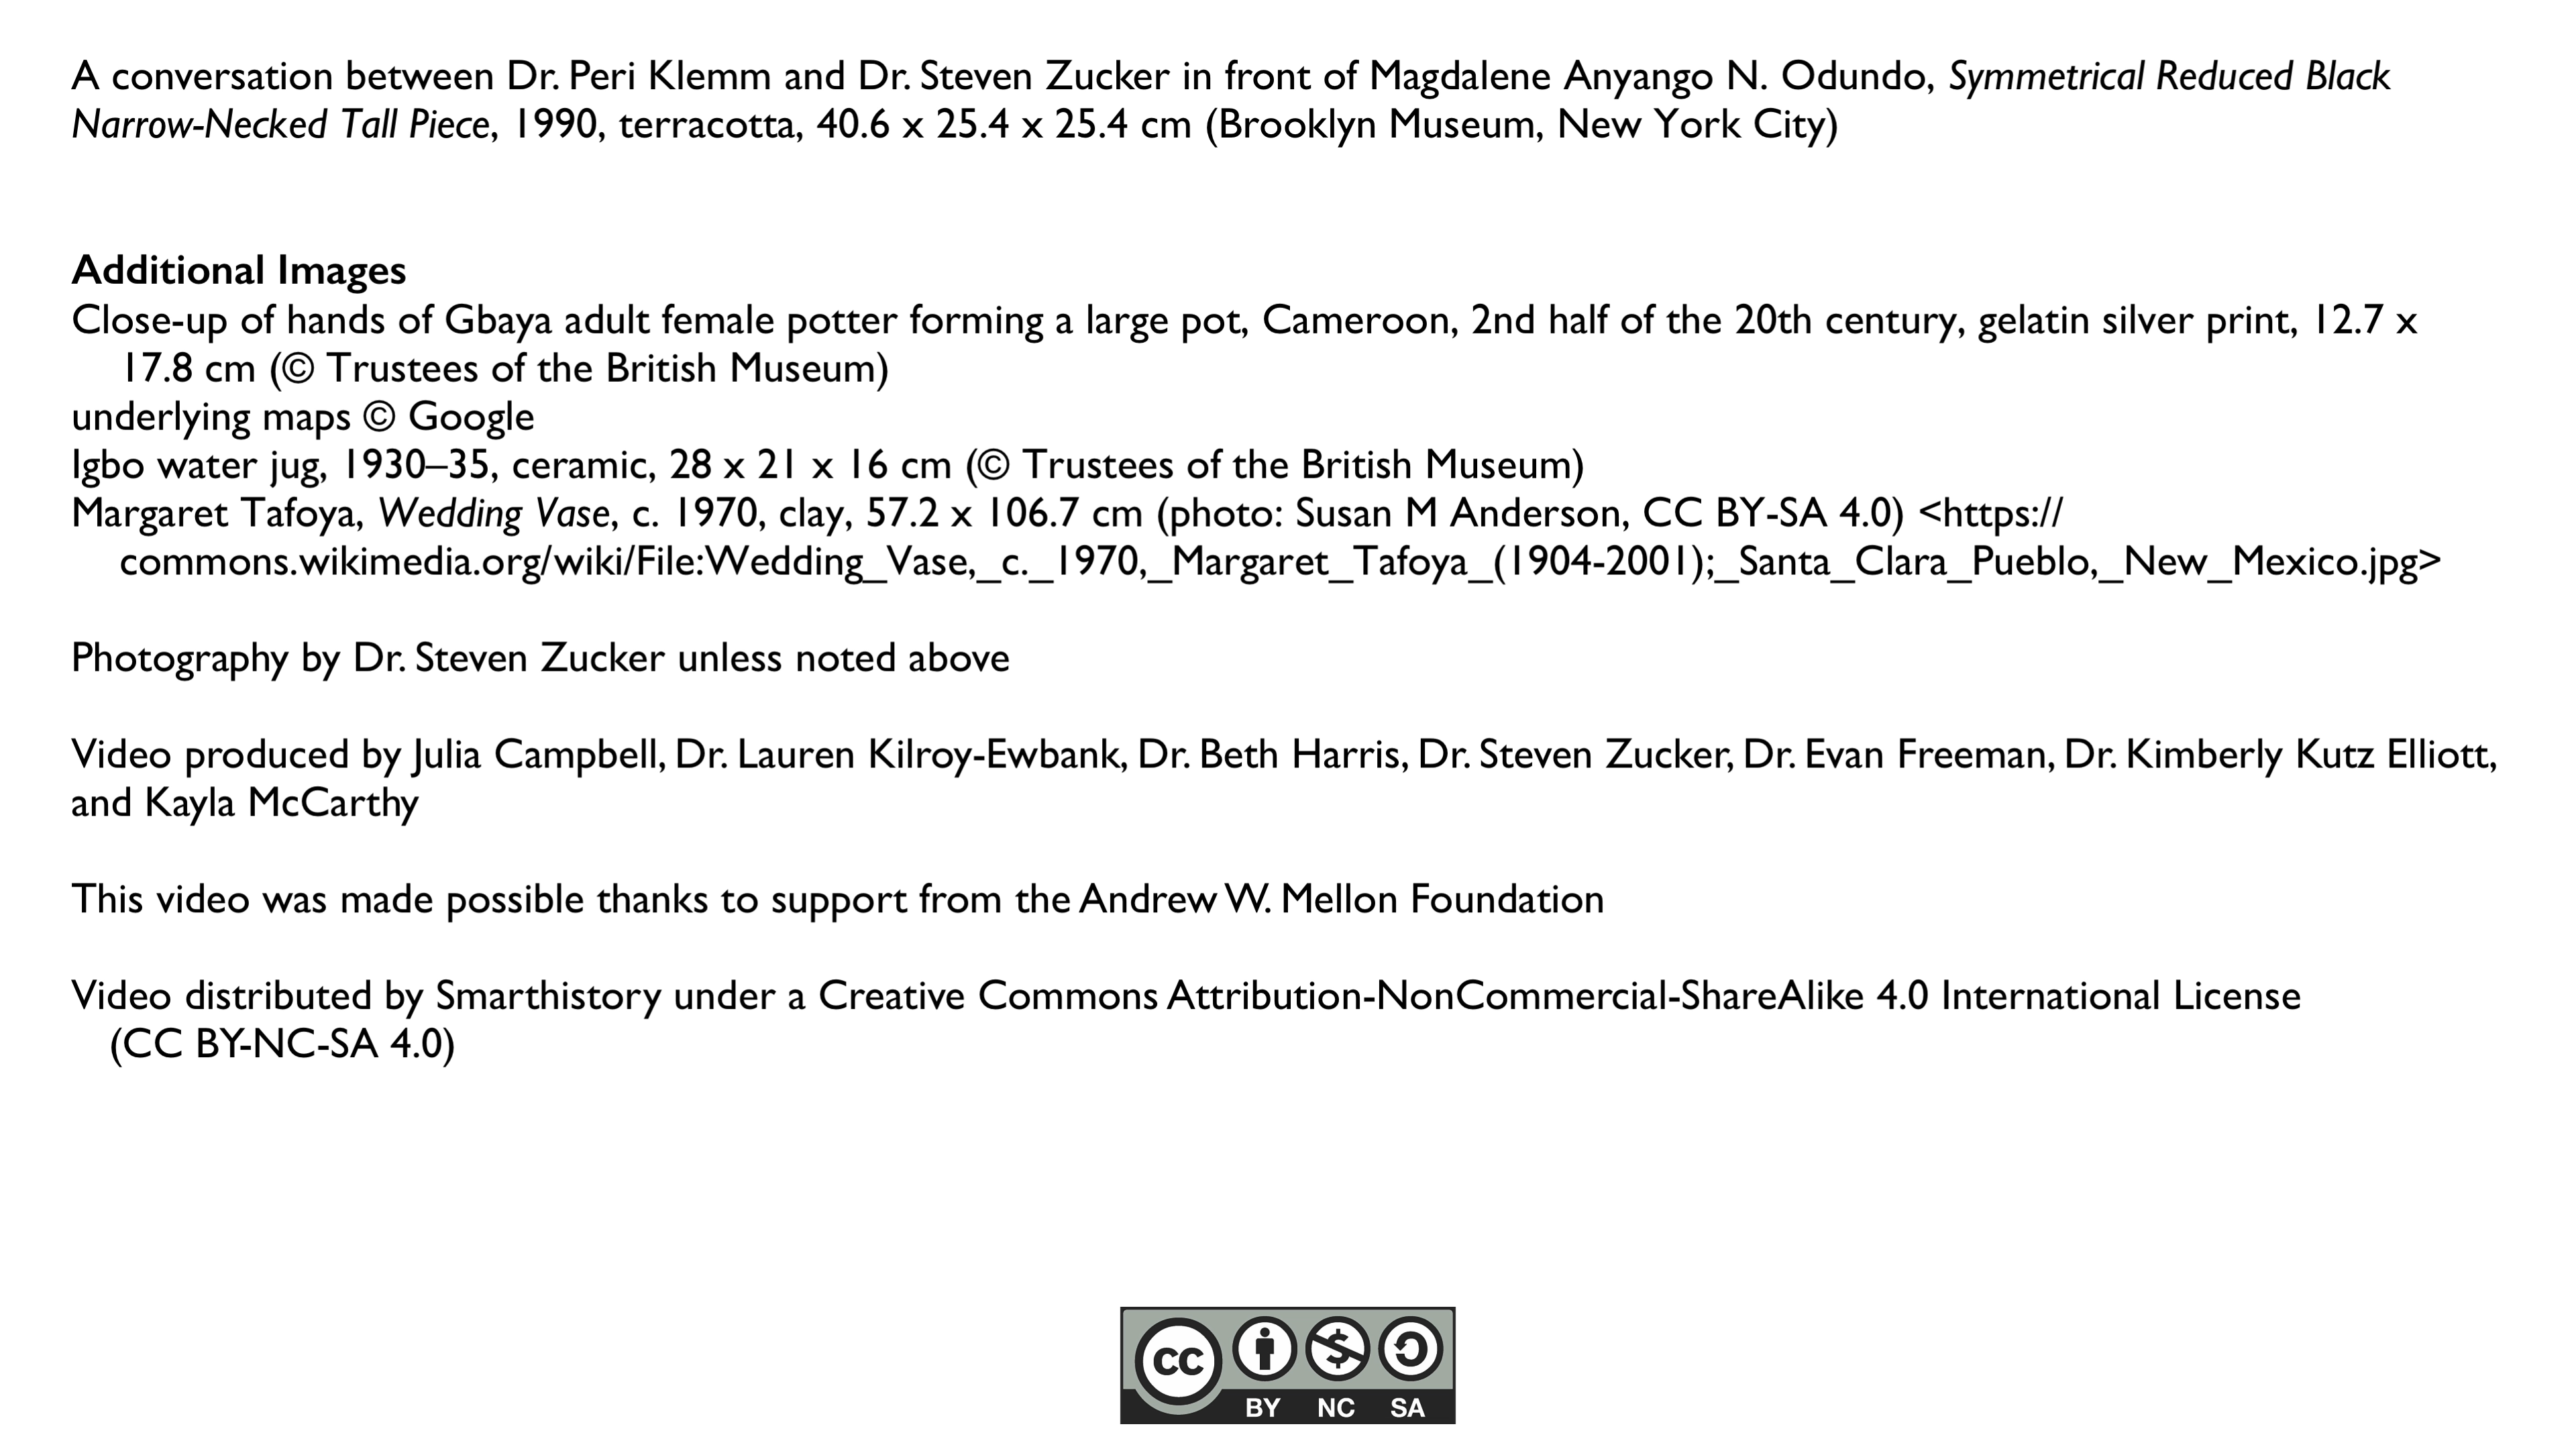 A conversation between Dr. Peri Klemm and Dr. Steven Zucker in front of Magdalene Anyango N. Odundo, Symmetrical Reduced Black
Narrow-Necked Tall Piece, 1990, terracotta, 40.6 x 25.4 x 25.4 cm (Brooklyn Museum, New York City)
Additional Images
Close-up of hands of Gbaya adult female potter forming a large pot, Cameroon, 2nd half of the 20th century, gelatin silver print, 12.7 x
17.8 cm (© Trustees of the British Museum)
underlying maps © Google
Igbo water jug, 1930–35, ceramic, 28 x 21 x 16 cm (© Trustees of the British Museum)
Margaret Tafoya, Wedding Vase, c. 1970, clay, 57.2 x 106.7 cm (photo: Susan M Anderson, CC BY-SA 4.0) <https://
commons.wikimedia.org/wiki/File:Wedding_Vase,_c._1970,_Margaret_Tafoya_(1904-2001);_Santa_Clara_Pueblo,_New_Mexico.jpg>
Photography by Dr. Steven Zucker unless noted above
Video produced by Julia Campbell, Dr. Lauren Kilroy-Ewbank, Dr. Beth Harris, Dr. Steven Zucker, Dr. Evan Freeman, Dr. Kimberly Kutz Elliott,
and Kayla McCarthy
This video was made possible thanks to support from the Andrew W. Mellon Foundation
Video distributed by Smarthistory under a Creative Commons Attribution-NonCommercial-ShareAlike 4.0 International License
(CC BY-NC-SA 4.0)
CC
BY NC SA